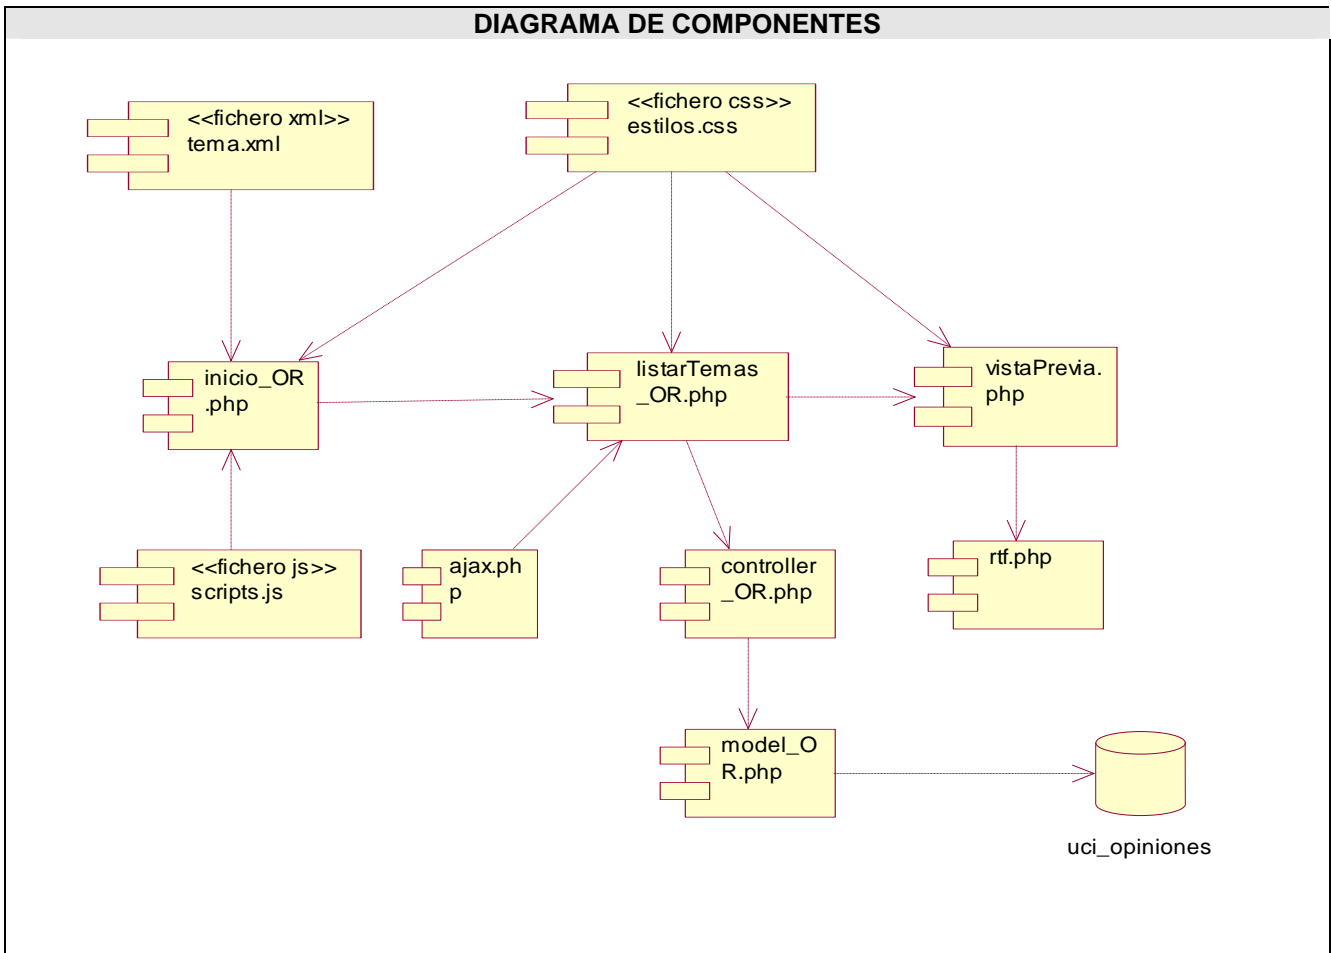 DIAGRAMA DE COMPONENTES
<<fichero xml>>
tema.xml
<<fichero css>>
estilos.css
inicio_OR
.php
listarTemas
_OR.php
vistaPrevia.
php
<<fichero js>>
scripts.js
ajax.ph
p
controller
_OR.php
rtf.php
model_O
R.php
uci_opiniones